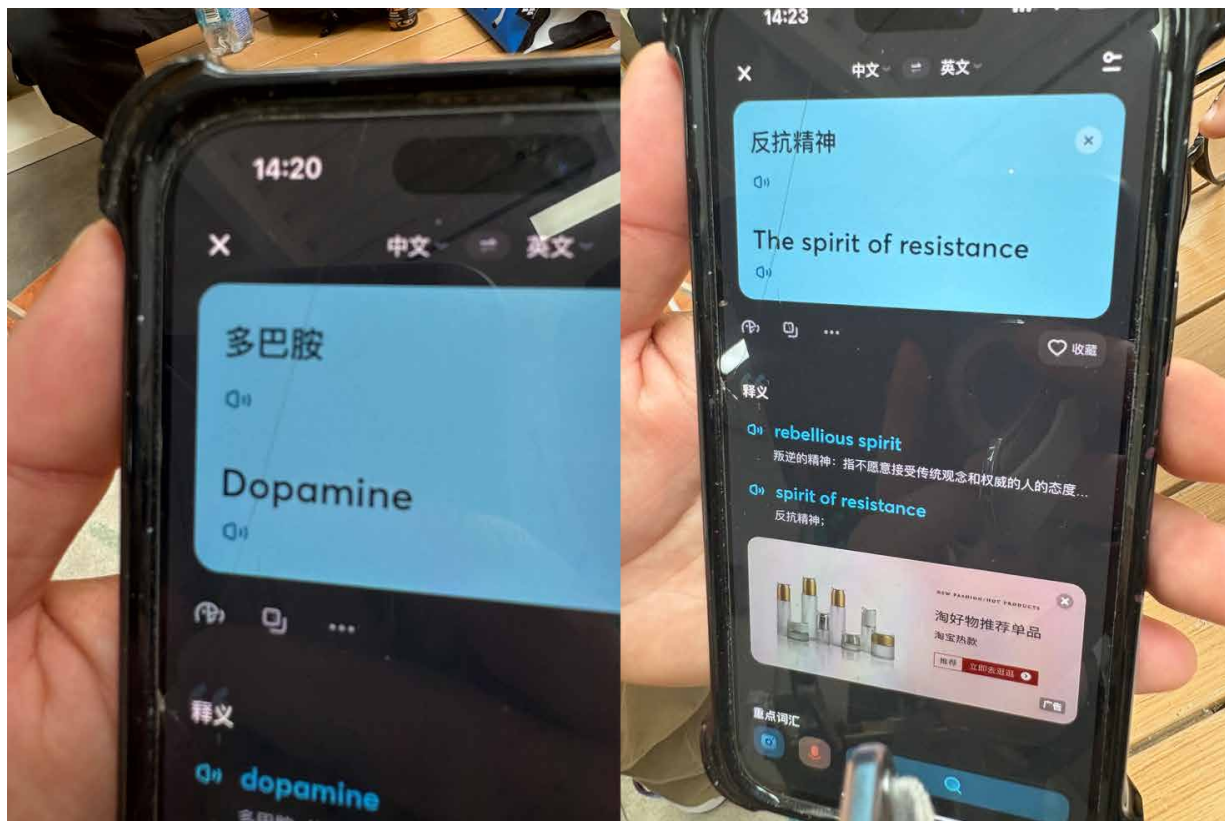 14:20
中文 英文
多巴胺
Dopamine
释义
dopamine
14:23
中文 英文
反抗精神
The spirit of resistance
收藏
释义
rebellious spirit
叛逆的精神：指不愿意接受传统观念和权威的人的态度...
spirit of resistance
反抗精神；
NEW FASHION/HOT PRODUCTS
淘好物推荐单品
淘宝热款
推荐 立即去逛逛
广告
重点词汇